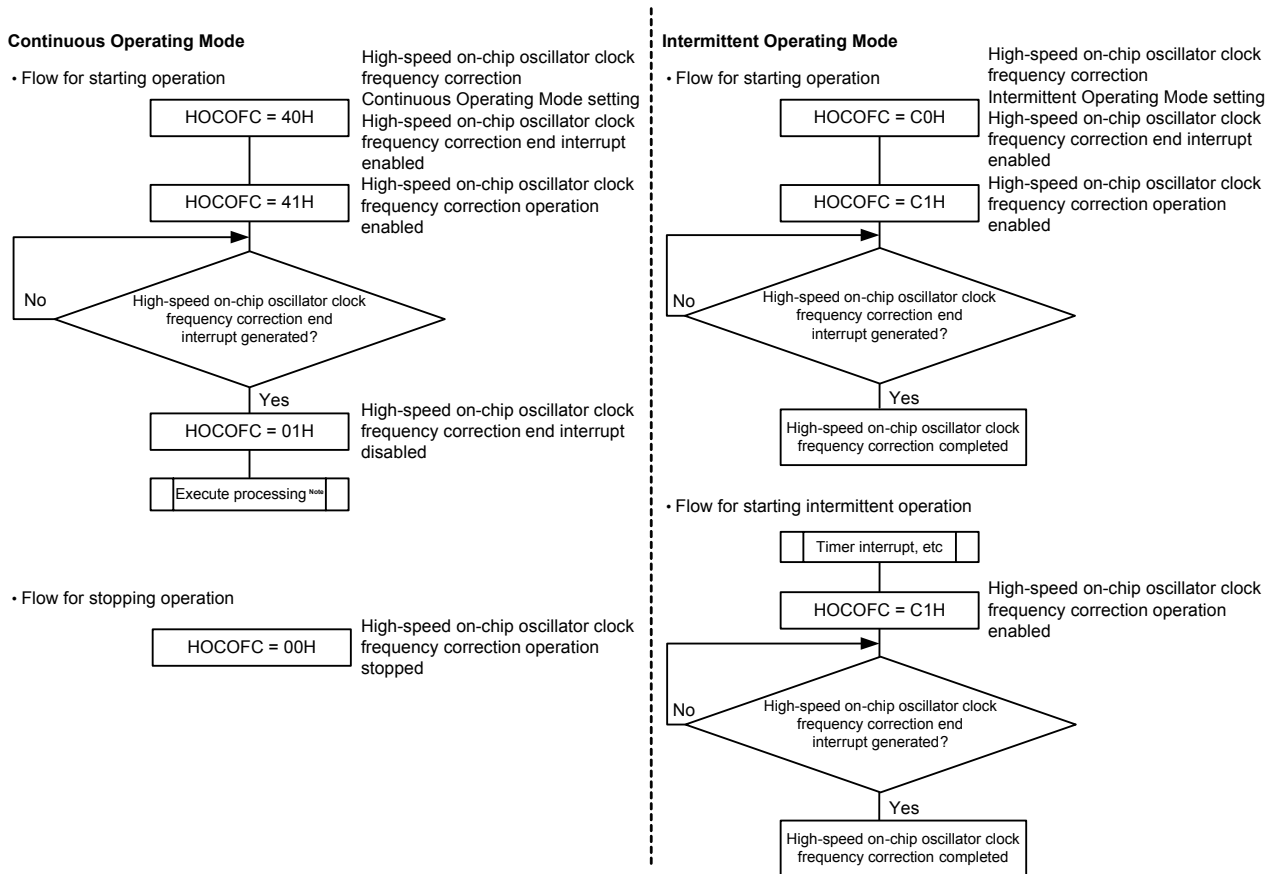 Continuous Operating Mode
• Flow for starting operation
HOCOFC = 40H
High-speed on-chip oscillator clock
frequency correction
Continuous Operating Mode setting
High-speed on-chip oscillator clock
frequency correction end interrupt
enabled
HOCOFC = 41H
High-speed on-chip oscillator clock
frequency correction operation
enabled
No
High-speed on-chip oscillator clock
frequency correction end
interrupt generated?
Yes
HOCOFC = 01H
High-speed on-chip oscillator clock
frequency correction end interrupt
disabled
Execute processing Note
• Flow for stopping operation
HOCOFC = 00H
High-speed on-chip oscillator clock
frequency correction operation
stopped
Intermittent Operating Mode
• Flow for starting operation
HOCOFC = C0H
High-speed on-chip oscillator clock
frequency correction
Intermittent Operating Mode setting
High-speed on-chip oscillator clock
frequency correction end interrupt
enabled
HOCOFC = C1H
High-speed on-chip oscillator clock
frequency correction operation
enabled
No
High-speed on-chip oscillator clock
frequency correction end
interrupt generated?
Yes
High-speed on-chip oscillator clock
frequency correction completed
• Flow for starting intermittent operation
Timer interrupt, etc
HOCOFC = C1H
High-speed on-chip oscillator clock
frequency correction operation
enabled
No
High-speed on-chip oscillator clock
frequency correction end
interrupt generated?
Yes
High-speed on-chip oscillator clock
frequency correction completed